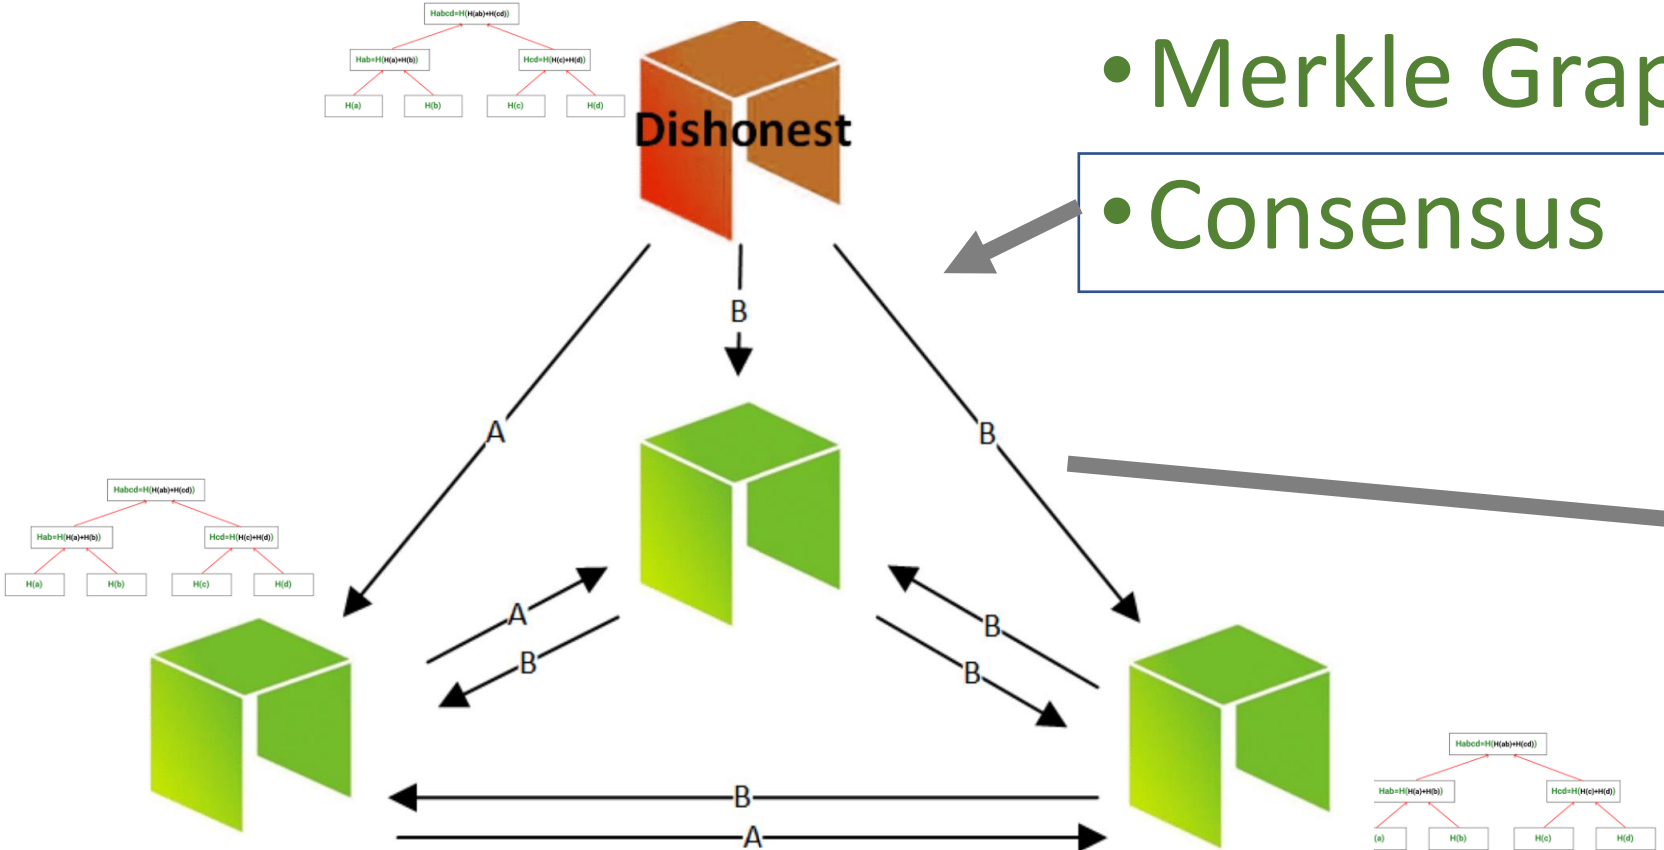 Habcd=H(H(ab)+H(cd))
Hab=H(H(a)+H(b))
Hcd=H(H(c)+H(d))
H(a)
H(b)
H(c)
H(d)
Dishonest
•Merkle Grap
•Consensus
B
A
B
Habcd=H(H(ab)+H(cd))
Hab=H(H(a)+H(b))
Hcd=H(H(c)+H(d))
H(a)
H(b)
H(c)
H(d)
A
B
B
B
Habcd=H(H(ab)+H(cd))
Hab=H(H(a)+H(b))
Hcd=H(H(c)+H(d))
(a)
H(b)
H(c)
H(d)
B
A